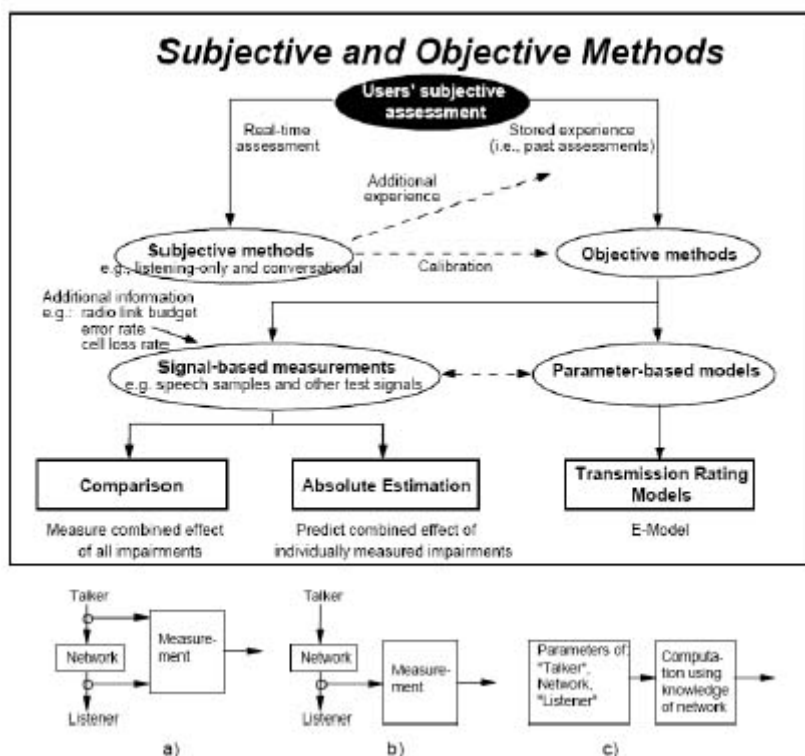 Subjective and Objective Methods
Users' subjective
assessment
Real-time
assessment
Stored experience
(i.e., past assessments)
Additional
experience
Subjective methods
e.g., listening-only and conversational
Calibration
Objective methods
Additional information
e.g.: radio link budget
error rate
cell loss rate
Signal-based measurements
e.g. speech samples and other test signals
Parameter-based models
Comparison
Absolute Estimation
Transmission Rating
Models
Measure combined effect
of all impairments
Predict combined effect of
individually measured impairments
E-Model
Talker
Network
Listener
Measure-
ment
a)
Talker
Network
Listener
Measure-
ment
b)
Parameters of:
"Talker",
Network,
"Listener"
Computa-
tion using
knowledge
of network
c)